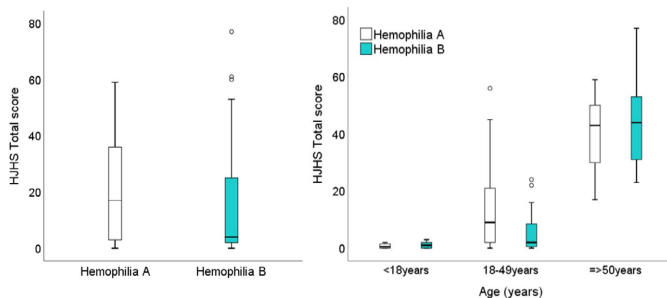 80
60
40
20
0
HJHS Total score
Hemophilia A
Hemophilia B
80
60
40
20
0
HJHS Total score
Hemophilia A
Hemophilia B
<18years
18-49years
=>50years
Age (years)